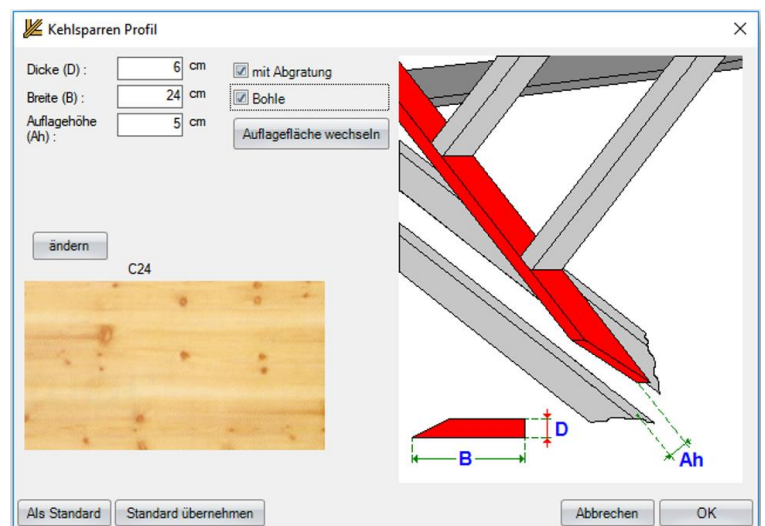 Kehlsparren Profil
Dicke (D) : 6 cm
mit Abgratung
Breite (B) : 24 cm
Bohle
Auflagehöhe
(Ah) : 5 cm
Auflagefläche wechseln
ändern
C24
D
B
Ah
Als Standard
Standard übernehmen
Abbrechen
OK